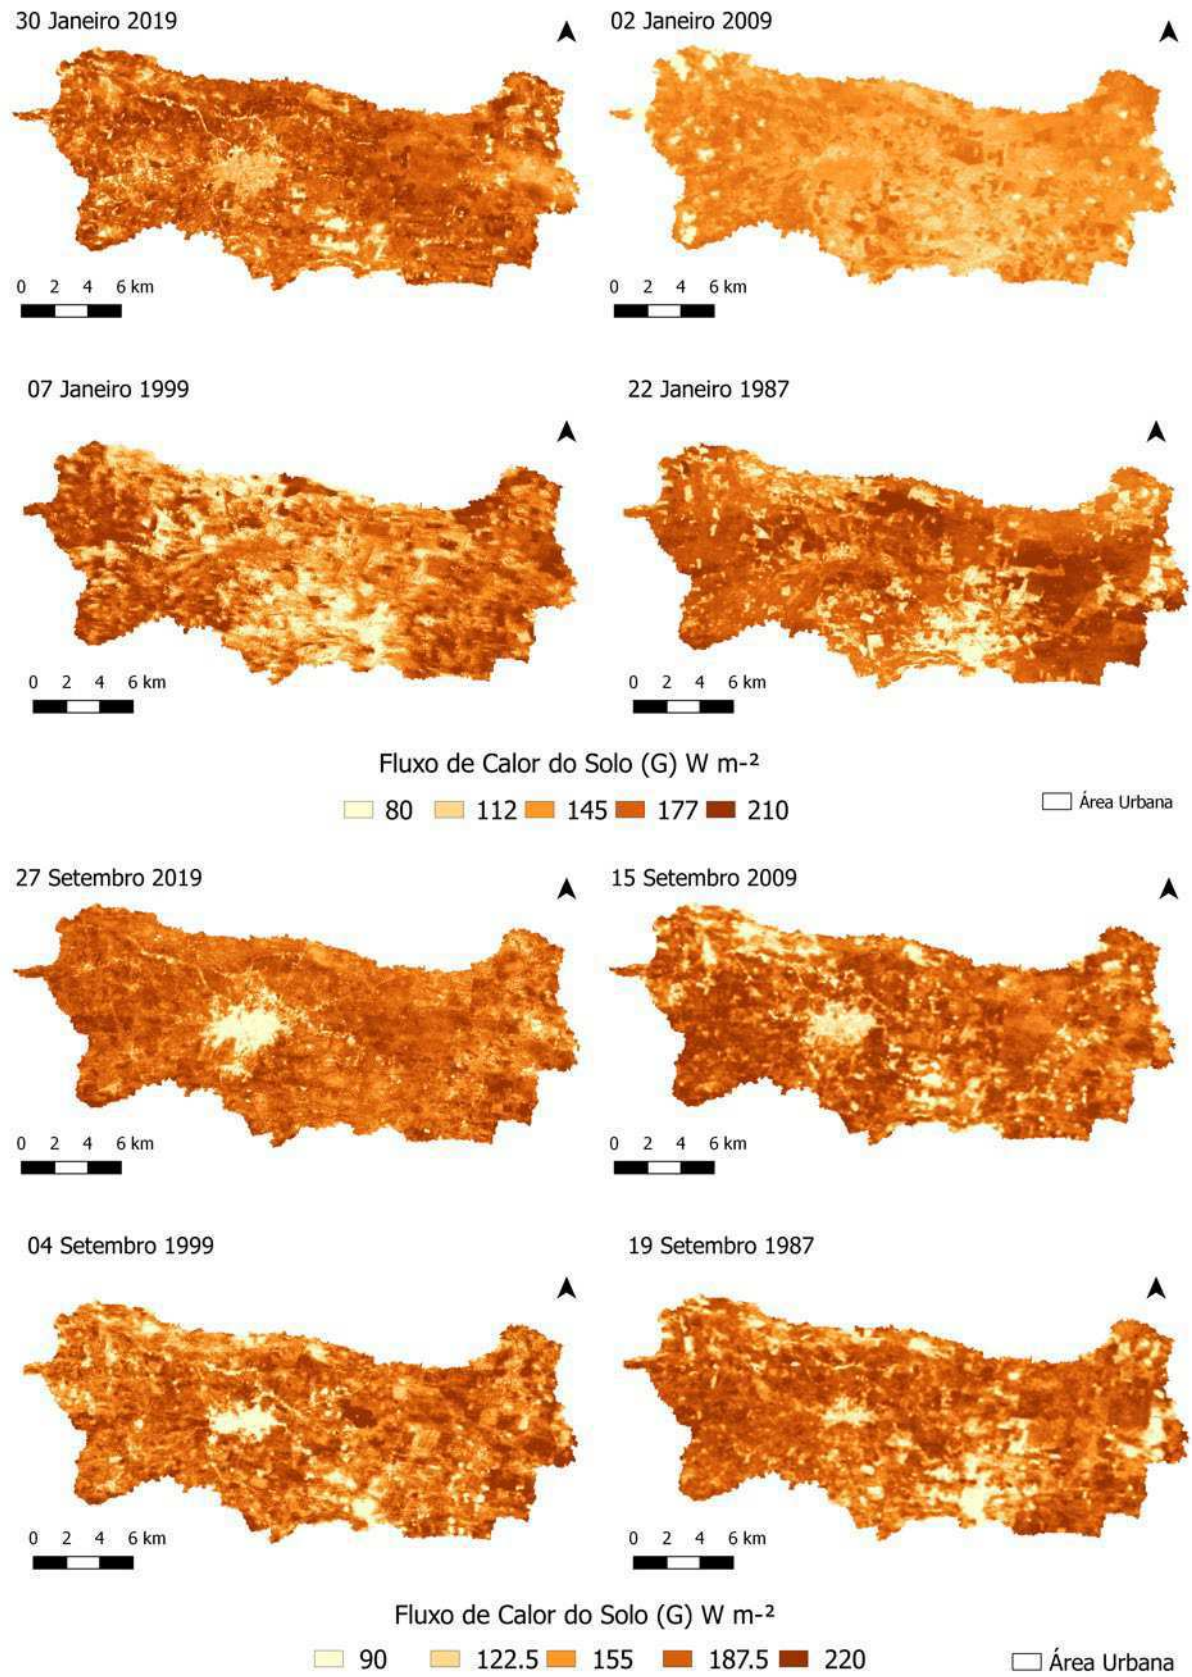 30 Janeiro 2019
02 Janeiro 2009
0 2 4 6 km
0 2 4 6 km
07 Janeiro 1999
22 Janeiro 1987
0 2 4 6 km
0 2 4 6 km
Fluxo de Calor do Solo (G) W m-²
80 112 145 177 210
Área Urbana
27 Setembro 2019
15 Setembro 2009
0 2 4 6 km
0 2 4 6 km
04 Setembro 1999
19 Setembro 1987
0 2 4 6 km
0 2 4 6 km
Fluxo de Calor do Solo (G) W m-²
90 122.5 155 187.5 220
Área Urbana